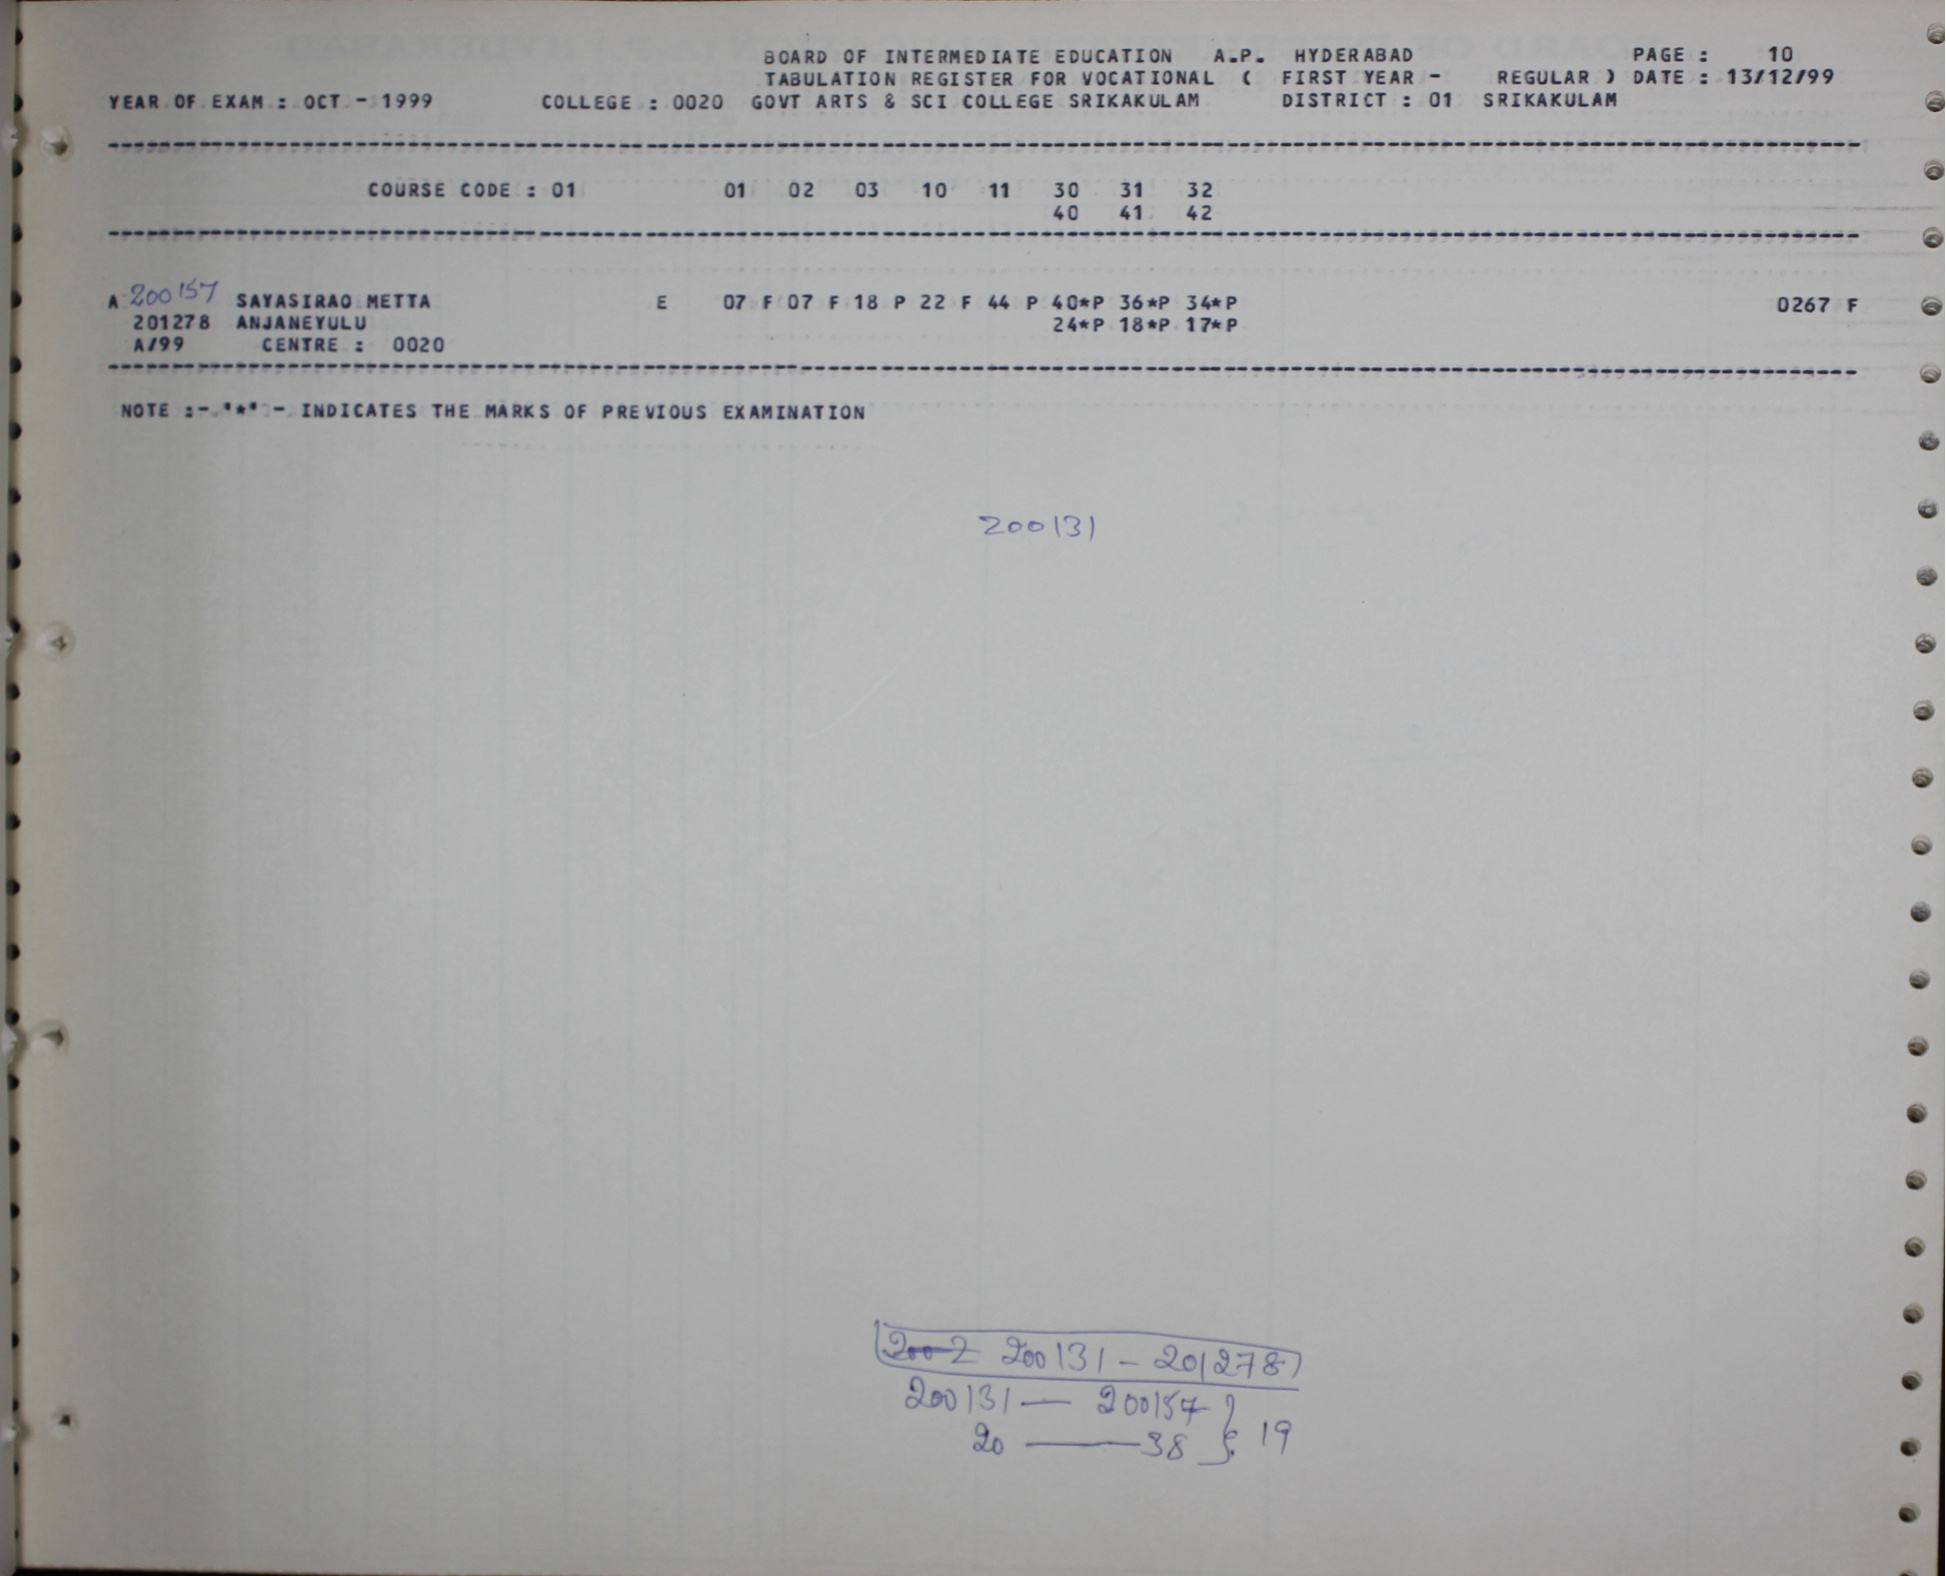 BOARD OF INTERMEDIATE EDUCATION A.P. HYDERABAD PAGE : 10
TABULATION REGISTER FOR VOCATIONAL ( FIRST YEAR - REGULAR ) DATE : 13/12/99
YEAR OF EXAM : OCT - 1999 COLLEGE : 0020 GOVT ARTS & SCI COLLEGE SRIKAKULAM DISTRICT : 01 SRIKAKULAM
COURSE CODE : 01 01 02 03 10 11 30 31 32
40 41 42
A 200157 SAYASIRAO METTA E 07 F 07 F 18 P 22 F 44 P 40*P 36*P 34*P 0267 F
201278 ANJANEYULU 24*P 18*P 17*P
A/99 CENTRE : 0020
NOTE :- "*" - INDICATES THE MARKS OF PREVIOUS EXAMINATION
200131
2002 200131 - 201278
200131 — 200157
20 — 38 } 19